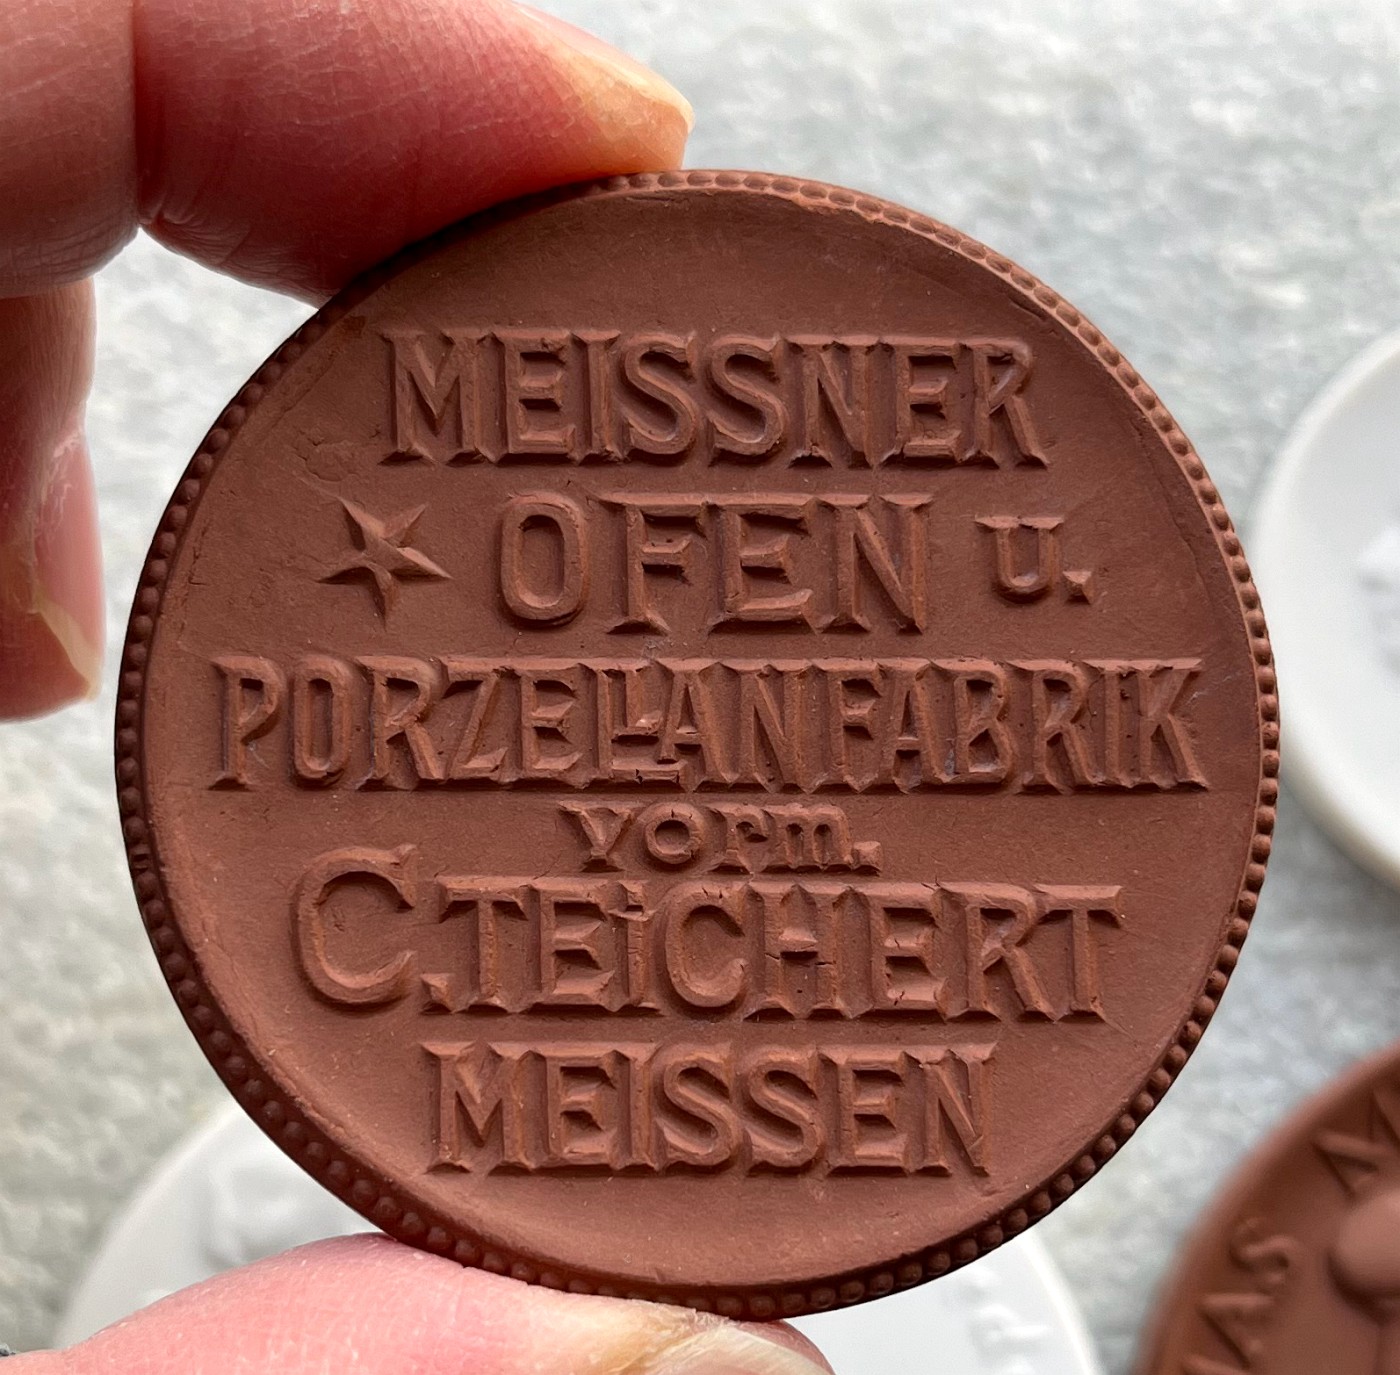 MEISSNER
OFEN u.
PORZELLANFABRIK
vorm.
C.TEiCHERT
MEISSEN